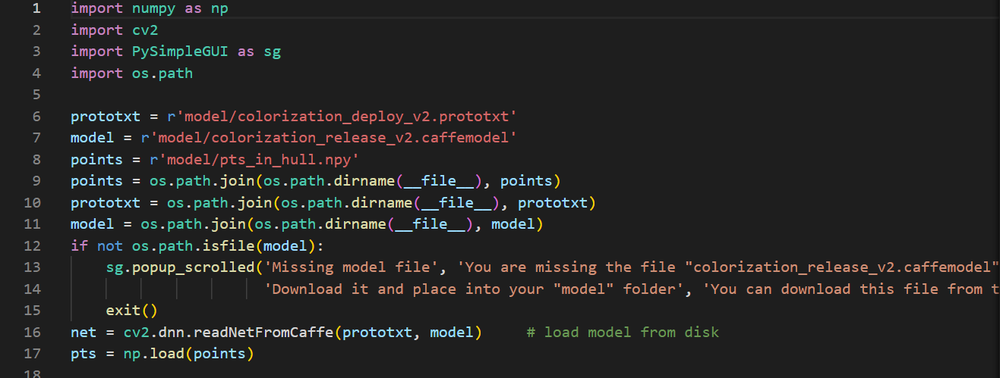 1 import numpy as np
2 import cv2
3 import PySimpleGUI as sg
4 import os.path
5
6 prototxt = r'model/colorization_deploy_v2.prototxt'
7 model = r'model/colorization_release_v2.caffemodel'
8 points = r'model/pts_in_hull.npy'
9 points = os.path.join(os.path.dirname(__file__), points)
10 prototxt = os.path.join(os.path.dirname(__file__), prototxt)
11 model = os.path.join(os.path.dirname(__file__), model)
12 if not os.path.isfile(model):
13     sg.popup_scrolled('Missing model file', 'You are missing the file "colorization_release_v2.caffemodel"
14                       'Download it and place into your "model" folder', 'You can download this file from t
15     exit()
16 net = cv2.dnn.readNetFromCaffe(prototxt, model)     # load model from disk
17 pts = np.load(points)
18